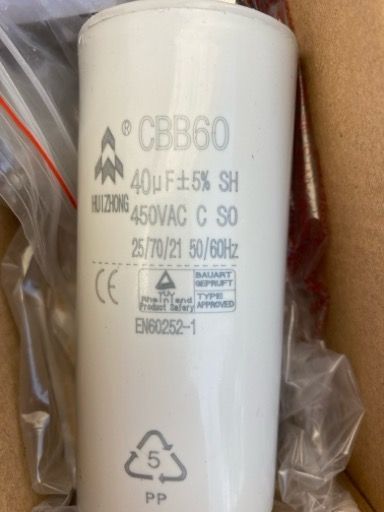 ® CBB60
HUIZHONG
40μF±5% SH
450VAC C SO
25/70/21 50/60Hz
CE
TÜV
Rheinland
Product Safety
BAUART
GEPRUFT
TYPE
APPROVED
EN60252-1
5
PP